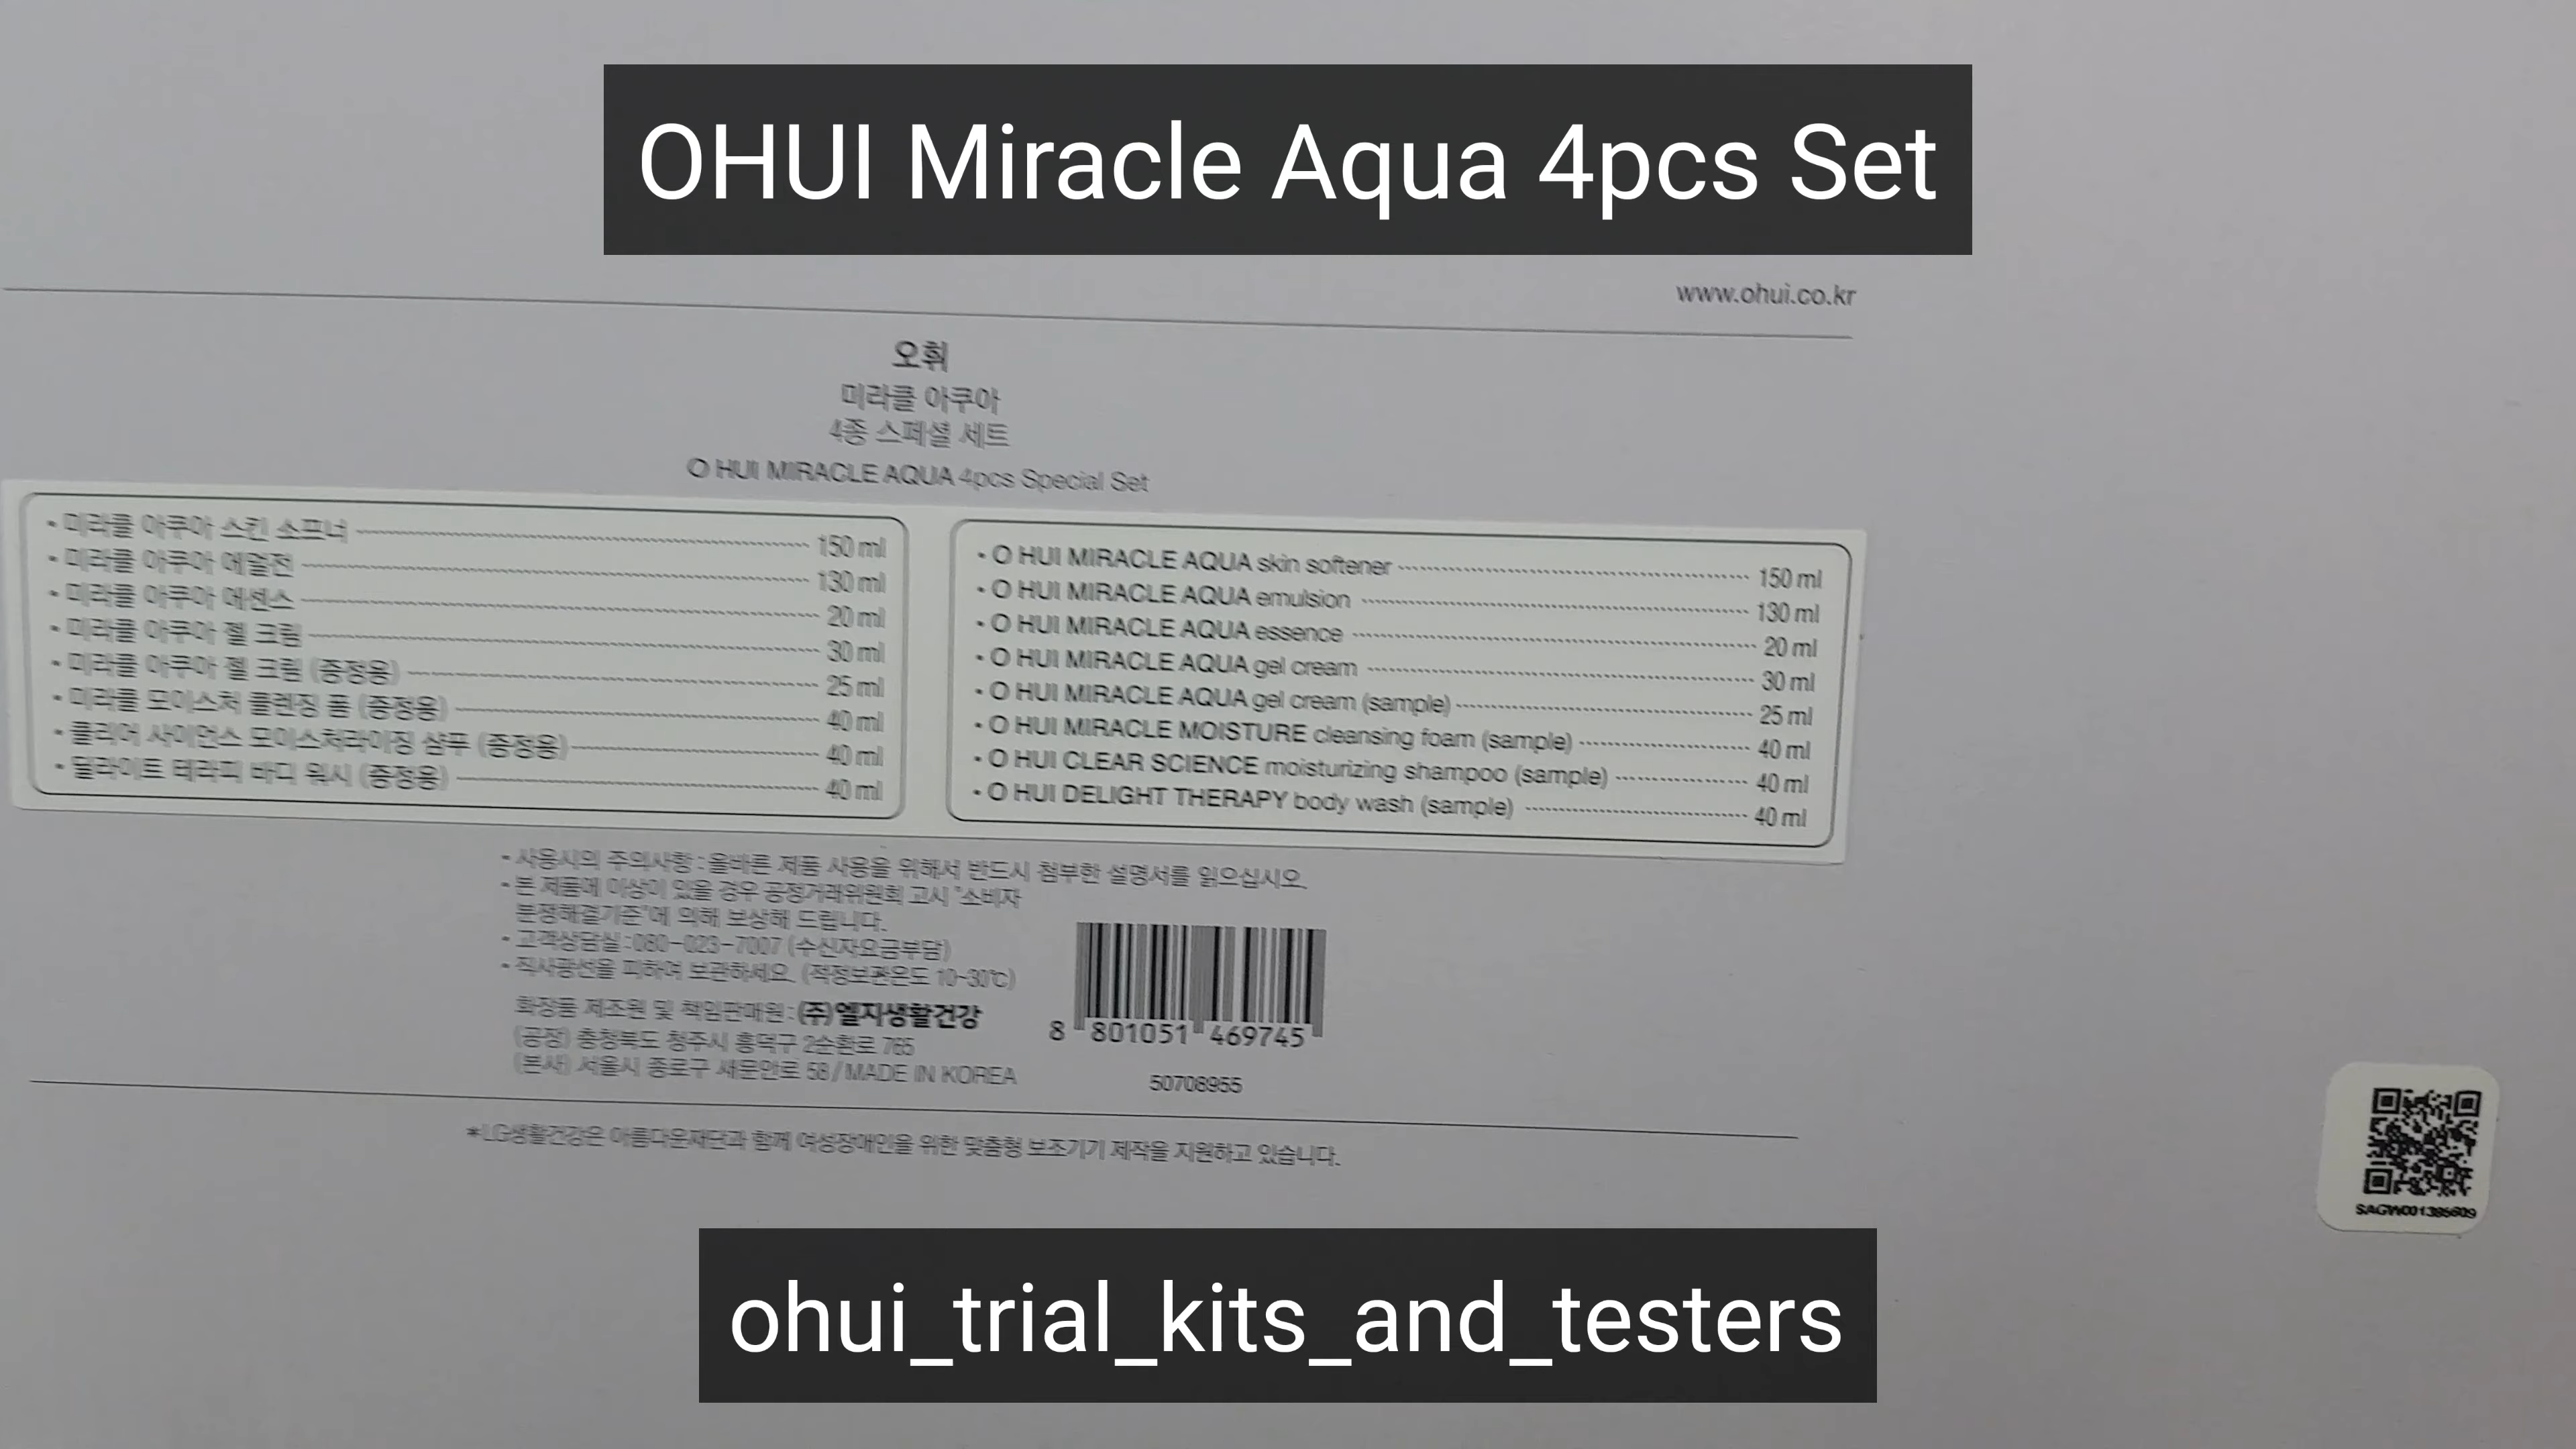 OHUI Miracle Aqua 4pcs Set
www.ohui.co.kr
오휘
미라클 아쿠아
4종 스페셜 세트
O HUI MIRACLE AQUA 4pcs Special Set
• 미라클 아쿠아 스킨 소프너 150 ml
• 미라클 아쿠아 에멀전 130 ml
• 미라클 아쿠아 에센스 20 ml
• 미라클 아쿠아 젤 크림 30 ml
• 미라클 아쿠아 젤 크림 (증정용) 25 ml
• 미라클 모이스처 클렌징 폼 (증정용) 40 ml
• 클리어 사이언스 모이스처라이징 샴푸 (증정용) 40 ml
• 딜라이트 테라피 바디 워시 (증정용) 40 ml
• O HUI MIRACLE AQUA skin softener 150 ml
• O HUI MIRACLE AQUA emulsion 130 ml
• O HUI MIRACLE AQUA essence 20 ml
• O HUI MIRACLE AQUA gel cream 30 ml
• O HUI MIRACLE AQUA gel cream (sample) 25 ml
• O HUI MIRACLE MOISTURE cleansing foam (sample) 40 ml
• O HUI CLEAR SCIENCE moisturizing shampoo (sample) 40 ml
• O HUI DELIGHT THERAPY body wash (sample) 40 ml
• 사용시의 주의사항 : 올바른 제품 사용을 위해서 반드시 첨부한 설명서를 읽으십시오.
• 본 제품에 이상이 있을 경우 공정거래위원회 고시 "소비자
분쟁해결기준"에 의해 보상해 드립니다.
• 고객상담실 : 080-023-7007 (수신자요금부담)
• 직사광선을 피하여 보관하세요. (적정보관온도 10~30℃)
화장품 제조원 및 책임판매원 : (주)엘지생활건강
(공장) 충청북도 청주시 흥덕구 2순환로 765
(본사) 서울시 종로구 새문안로 58 / MADE IN KOREA
8 801051 469745
50708955
*LG생활건강은 아름다운재단과 함께 여성장애인을 위한 맞춤형 보조기기 제작을 지원하고 있습니다.
SAGW001385609
ohui_trial_kits_and_testers